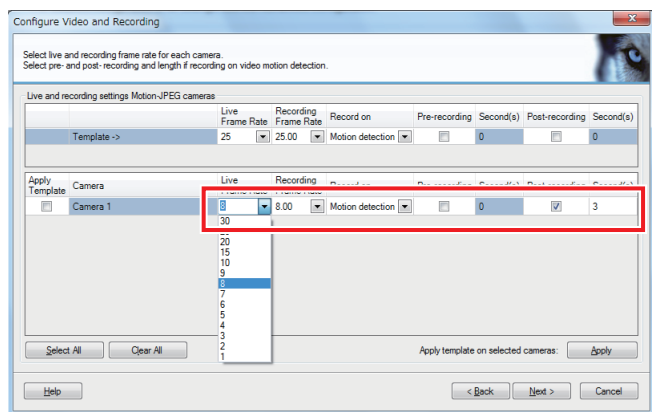 Configure Video and Recording
Select live and recording frame rate for each camera.
Select pre- and post- recording and length if recording on video motion detection.
Live and recording settings Motion-JPEG cameras
Live Frame Rate Recording Frame Rate Record on Pre-recording Second(s) Post-recording Second(s)
Template -> 25 25.00 Motion detection 0 0
Apply Template Camera Live Recording
Camera 1 8 8.00 Motion detection 0 3
30
20
15
10
9
8
7
6
5
4
3
2
1
Select All Clear All Apply template on selected cameras: Apply
Help < Back Next > Cancel